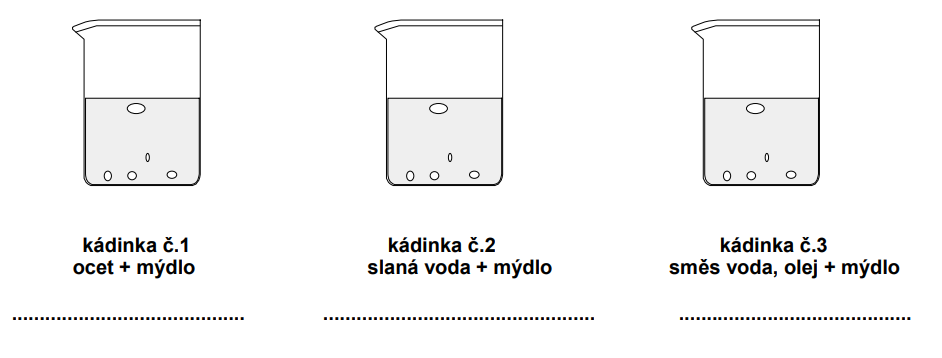 kádinka č.1
ocet + mýdlo
..........................................
kádinka č.2
slaná voda + mýdlo
.................................................
kádinka č.3
směs voda, olej + mýdlo
..........................................